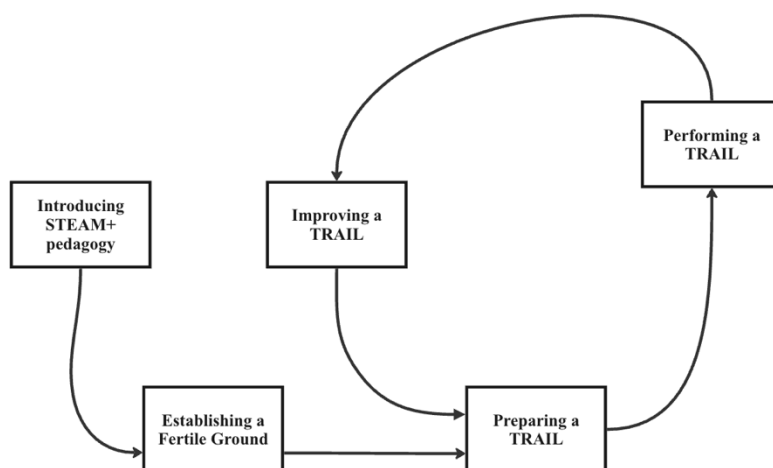 Performing a
TRAIL
Introducing
STEAM+
pedagogy
Improving a
TRAIL
Establishing a
Fertile Ground
Preparing a
TRAIL